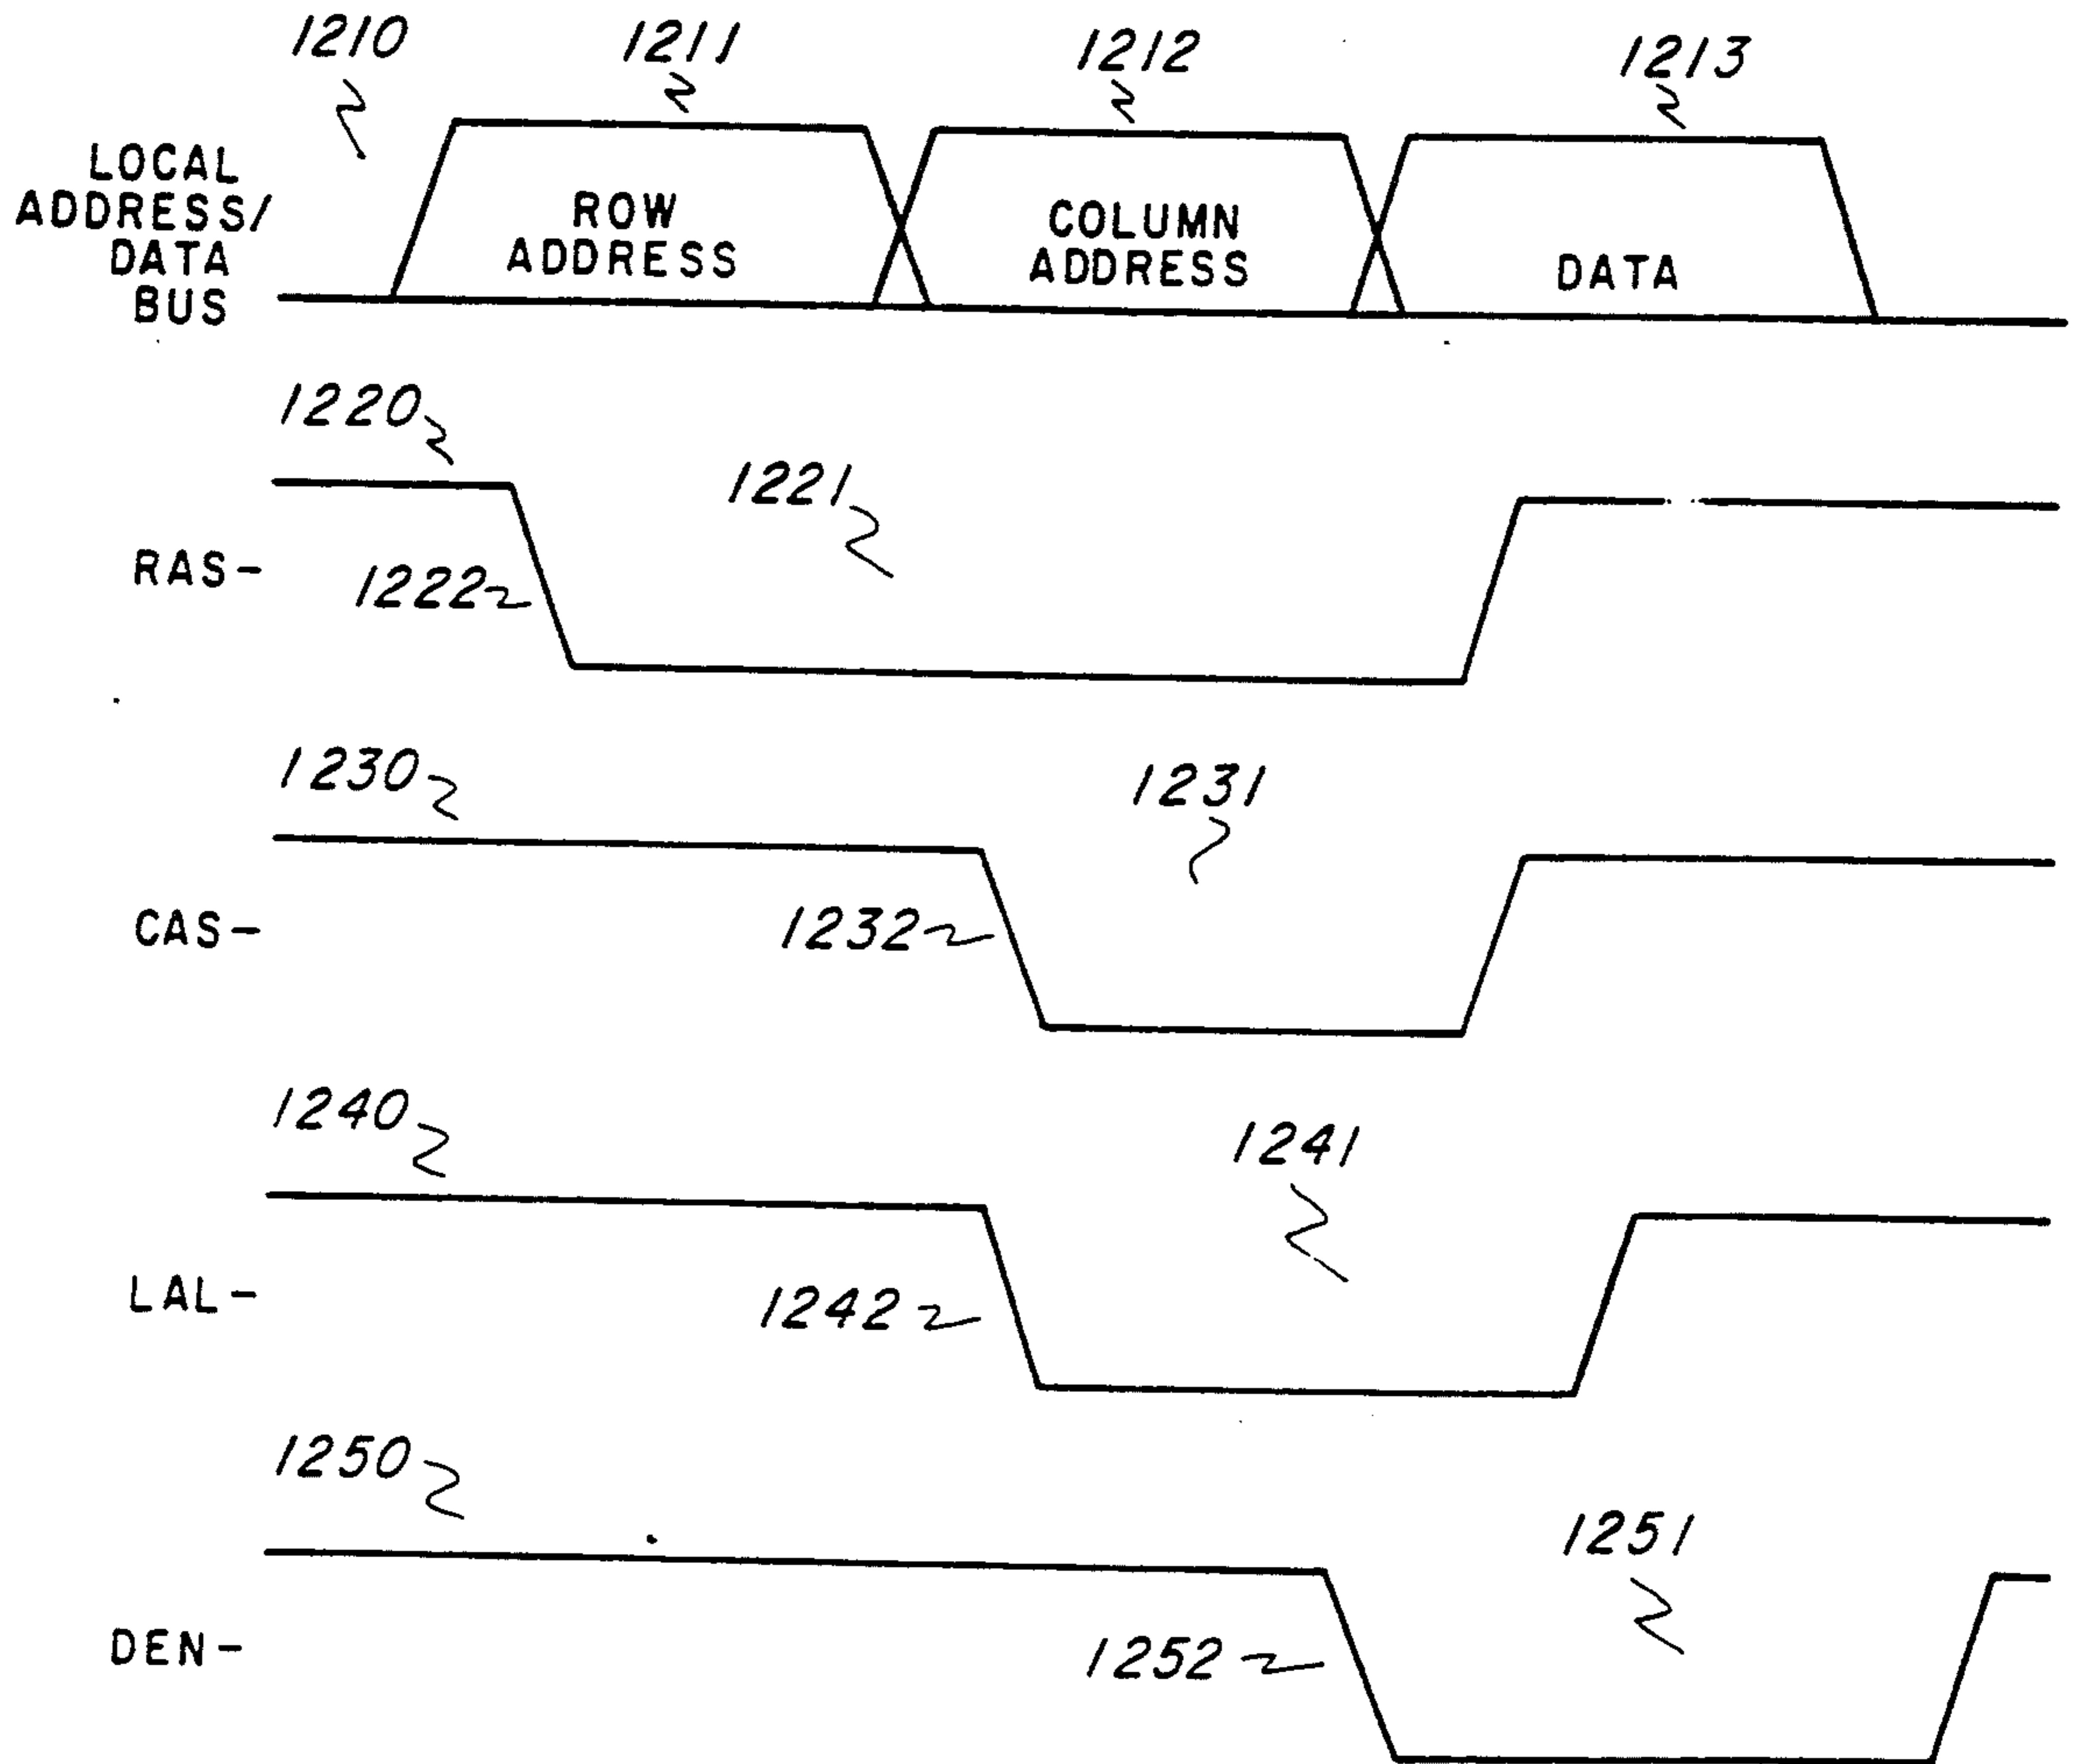 1210
1211
1212
1213
LOCAL
ADDRESS/
DATA
BUS
ROW
ADDRESS
COLUMN
ADDRESS
DATA
1220
1221
RAS-
1222
1230
1231
CAS-
1232
1240
1241
LAL-
1242
1250
1251
DEN-
1252